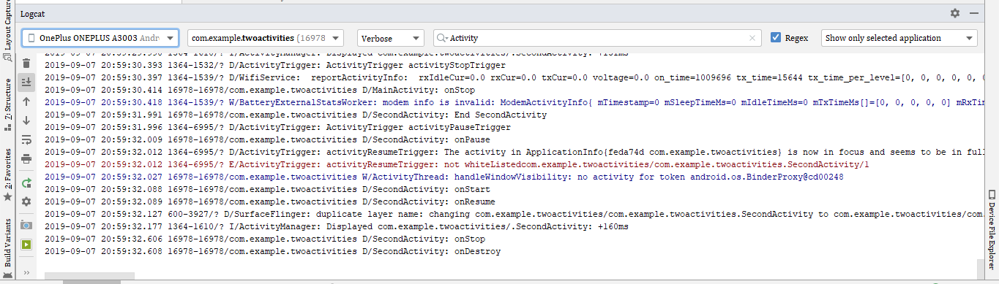 Logcat
OnePlus ONEPLUS A3003 Andr
com.example.twoactivities (16978
Verbose
Activity
Regex
Show only selected application
2019-09-07 20:59:30.393 1364-1532/? D/ActivityTrigger: ActivityTrigger activityStopTrigger
2019-09-07 20:59:30.407 1364-1539/? D/WifiService:  reportActivityInfo:  rxIdleCur=0.0 rxCur=0.0 txCur=0.0 voltage=0.0 on_time=1009696 tx_time=15644 tx_time_per_level=[0, 0, 0, 0, 0, 0
2019-09-07 20:59:30.414 16978-16978/com.example.twoactivities D/MainActivity: onStop
2019-09-07 20:59:30.418 1364-1539/? W/BatteryExternalStatsWorker: modem info is invalid: ModemActivityInfo{ mTimestamp=0 mSleepTimeMs=0 mIdleTimeMs=0 mTxTimeMs[]=[0, 0, 0, 0, 0] mRxTim
2019-09-07 20:59:31.991 16978-16978/com.example.twoactivities D/SecondActivity: End SecondActivity
2019-09-07 20:59:31.996 1364-6995/? D/ActivityTrigger: ActivityTrigger activityPauseTrigger
2019-09-07 20:59:32.009 16978-16978/com.example.twoactivities D/SecondActivity: onPause
2019-09-07 20:59:32.012 1364-6995/? D/ActivityTrigger: activityResumeTrigger: The activity in ApplicationInfo{feda74d com.example.twoactivities} is now in focus and seems to be in full
2019-09-07 20:59:32.012 1364-6995/? E/ActivityTrigger: activityResumeTrigger: not whiteListedcom.example.twoactivities/com.example.twoactivities.SecondActivity/1
2019-09-07 20:59:32.027 16978-16978/com.example.twoactivities W/ActivityThread: handleWindowVisibility: no activity for token android.os.BinderProxy@cd00248
2019-09-07 20:59:32.088 16978-16978/com.example.twoactivities D/SecondActivity: onStart
2019-09-07 20:59:32.089 16978-16978/com.example.twoactivities D/SecondActivity: onResume
2019-09-07 20:59:32.127 600-3927/? D/SurfaceFlinger: duplicate layer name: changing com.example.twoactivities/com.example.twoactivities.SecondActivity to com.example.twoactivities/com.
2019-09-07 20:59:32.177 1364-1610/? I/ActivityManager: Displayed com.example.twoactivities/.SecondActivity: +160ms
2019-09-07 20:59:32.606 16978-16978/com.example.twoactivities D/SecondActivity: onStop
2019-09-07 20:59:32.608 16978-16978/com.example.twoactivities D/SecondActivity: onDestroy
Layout Capture
7: Structure
2: Favorites
Build Variants
Device File Explorer